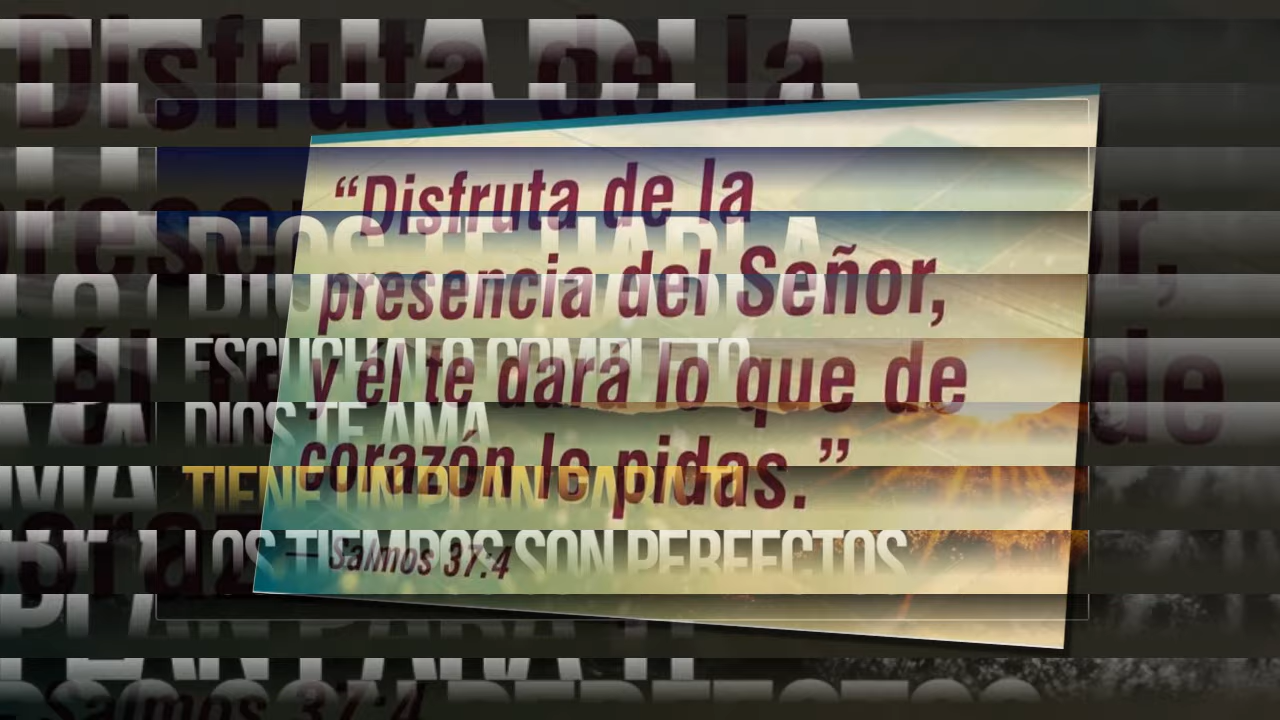 “Disfruta de la
presencia del Señor,
y él te dará lo que de
corazón le pidas.”
— Salmos 37:4
DIOS TE HABLA
ESCUCHALO COMPLETO
DIOS TE AMA
TIENE UN PLAN PARA TI
LOS TIEMPOS SON PERFECTOS